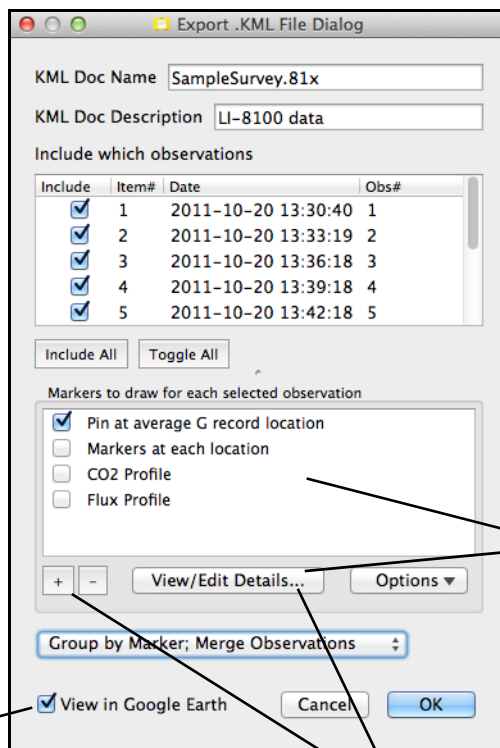 Export .KML File Dialog
KML Doc Name SampleSurvey.81x
KML Doc Description LI-8100 data
Include which observations
Include Item# Date Obs#
1 2011-10-20 13:30:40 1
2 2011-10-20 13:33:19 2
3 2011-10-20 13:36:18 3
4 2011-10-20 13:39:18 4
5 2011-10-20 13:42:18 5
Include All Toggle All
Markers to draw for each selected observation
Pin at average G record location
Markers at each location
CO2 Profile
Flux Profile
+ - View/Edit Details... Options
Group by Marker; Merge Observations
View in Google Earth Cancel OK